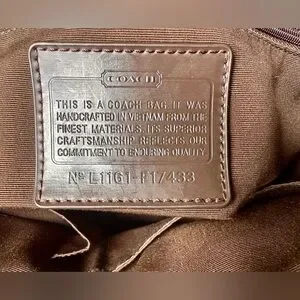 COACH
THIS IS A COACH BAG IT WAS
HANDCRAFTED IN VIETNAM FROM THE
FINEST MATERIALS. ITS SUPERIOR
CRAFTSMANSHIP REFLECTS OUR
COMMITMENT TO ENDURING QUALITY
Nº L1161-F17433